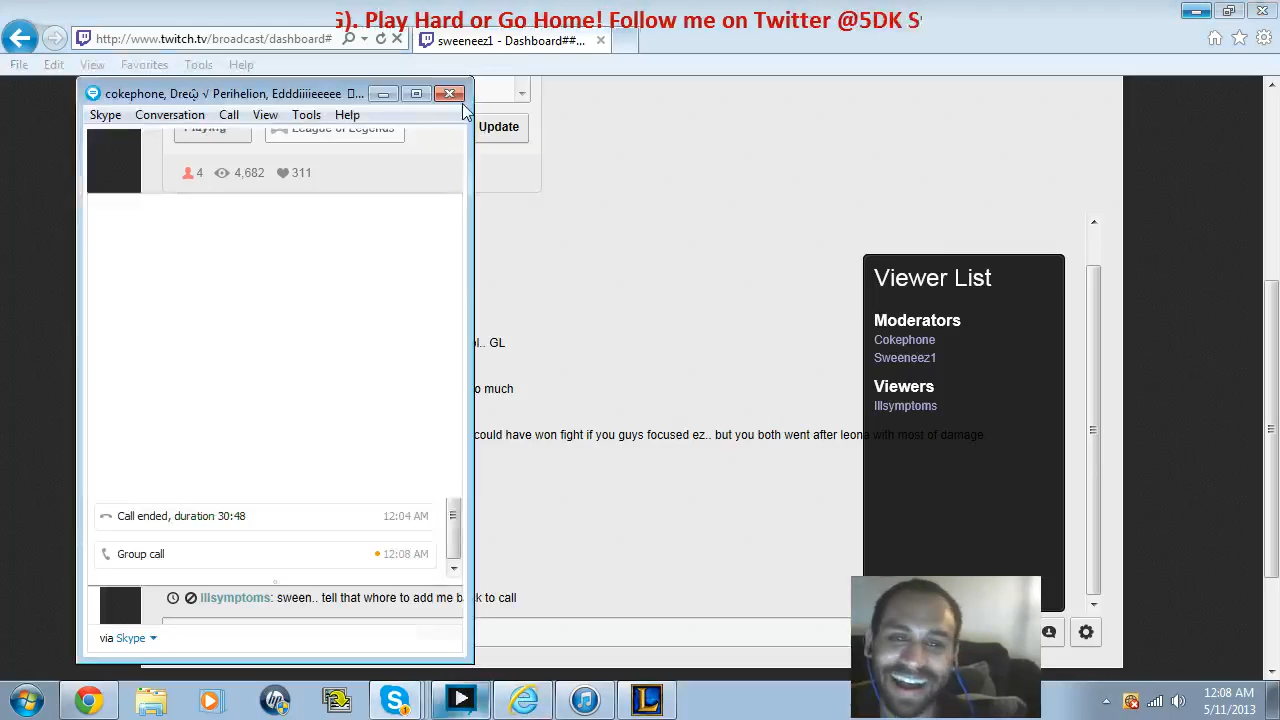 G). Play Hard or Go Home! Follow me on Twitter @5DK S
http://www.twitch.tv/broadcast/dashboard#
sweeneez1 - Dashboard##...
File Edit View Favorites Tools Help
cokephone, Drew √ Perihelion, Edddiiiieeeee ...
Skype Conversation Call View Tools Help
Playing League of Legends Update
4 4,682 311
Viewer List
Moderators
Cokephone
Sweeneez1
Viewers
Illsymptoms
.. GL
o much
could have won fight if you guys focused ez.. but you both went after leona with most of damage
Call ended, duration 30:48 12:04 AM
Group call 12:08 AM
Illsymptoms: sween.. tell that whore to add me back to call
via Skype
12:08 AM
5/11/2013